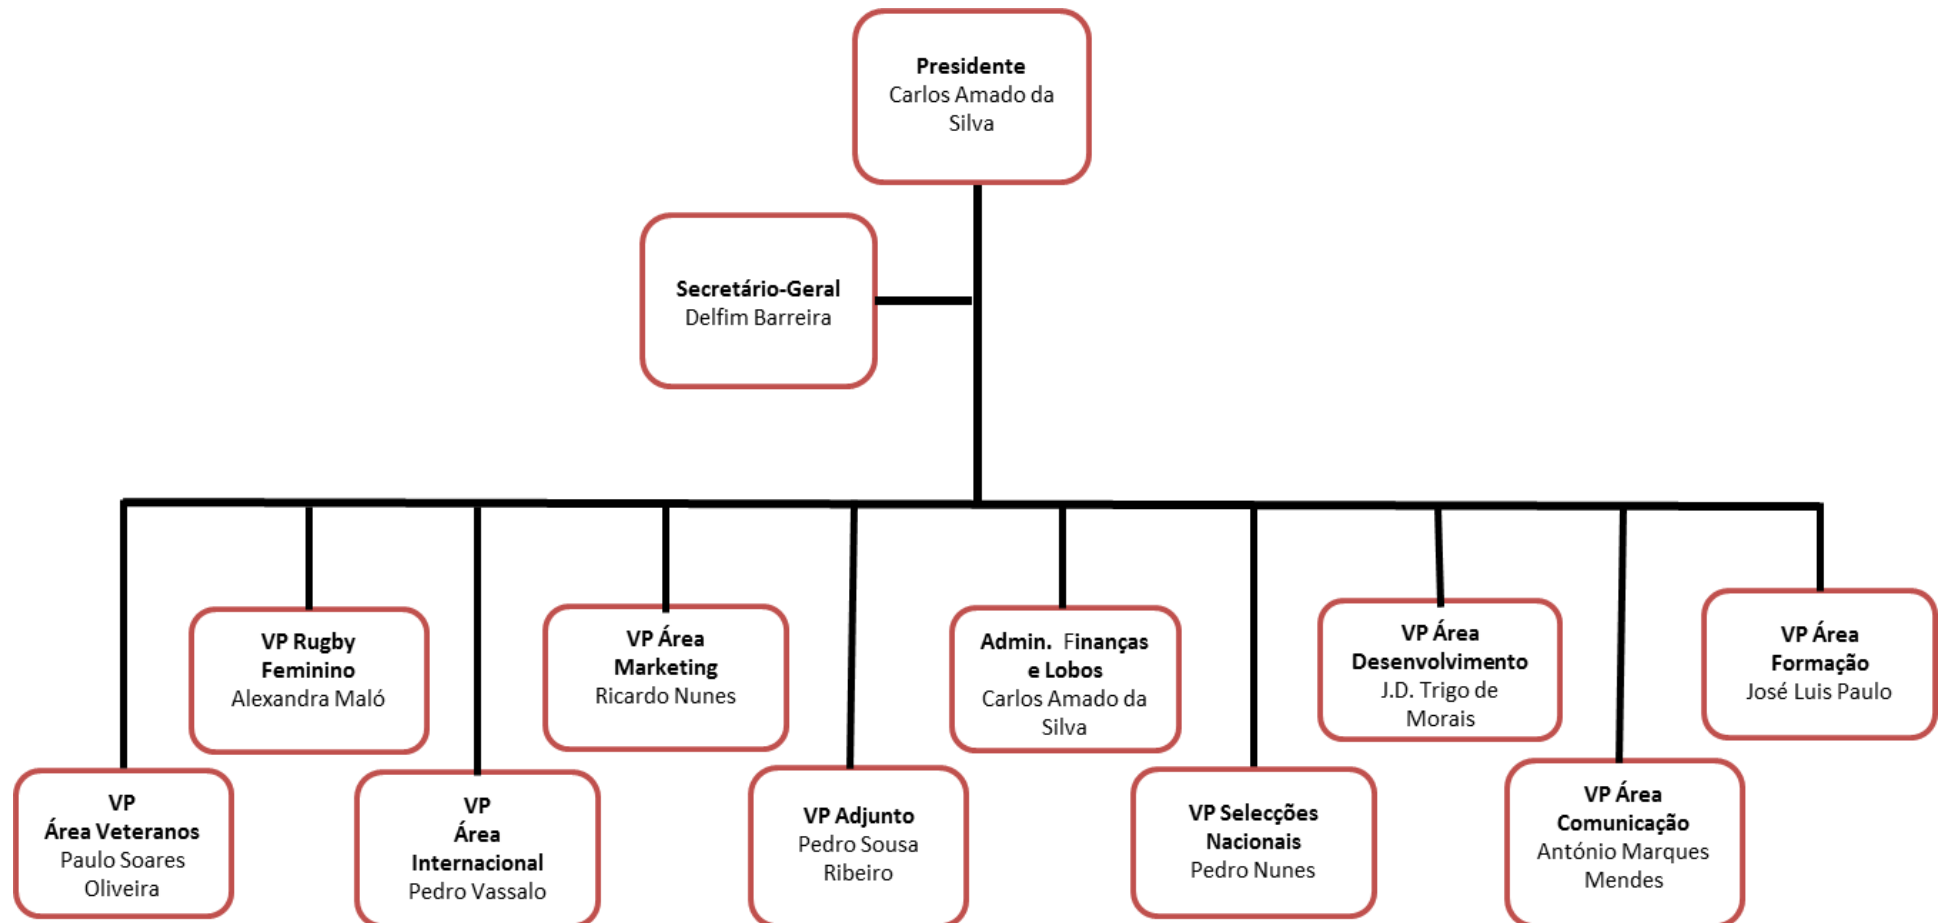 Presidente
Carlos Amado da
Silva
Secretário-Geral
Delfim Barreira
VP Rugby
Feminino
Alexandra Maló
VP Área
Marketing
Ricardo Nunes
Admin.  Finanças
e Lobos
Carlos Amado da
Silva
VP Área
Desenvolvimento
J.D. Trigo de
Morais
VP Área
Formação
José Luis Paulo
VP
Área Veteranos
Paulo Soares
Oliveira
VP
Área
Internacional
Pedro Vassalo
VP Adjunto
Pedro Sousa
Ribeiro
VP Selecções
Nacionais
Pedro Nunes
VP Área
Comunicação
António Marques
Mendes